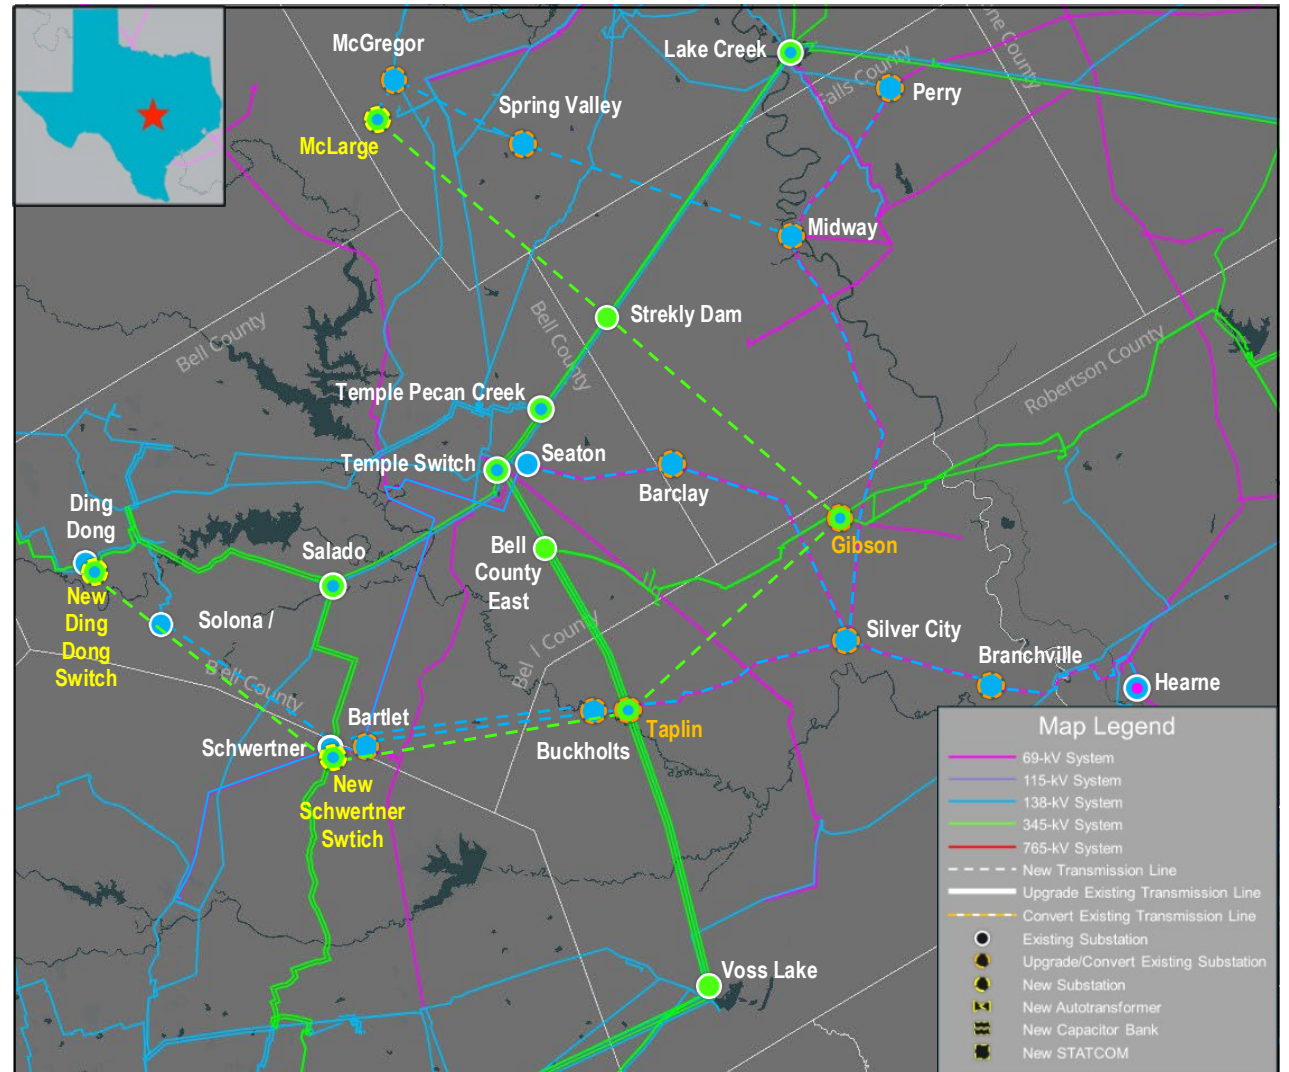 McGregor
Lake Creek
Falls County
Perry
Spring Valley
McLarge
Midway
Strekly Dam
Bell County
Bell County
Robertson County
Temple Pecan Creek
Temple Switch
Seaton
Barclay
Ding
Dong
Salado
Bell
County
East
Gibson
New
Ding
Dong
Switch
Solona /
Bell County
Bel l County
Silver City
Branchville
Hearne
Bartlet
Schwertner
Buckholts
Taplin
New
Schwertner
Swtich
Voss Lake
Map Legend
69-kV System
115-kV System
138-kV System
345-kV System
765-kV System
New Transmission Line
Upgrade Existing Transmission Line
Convert Existing Transmission Line
Existing Substation
Upgrade/Convert Existing Substation
New Substation
New Autotransformer
New Capacitor Bank
New STATCOM